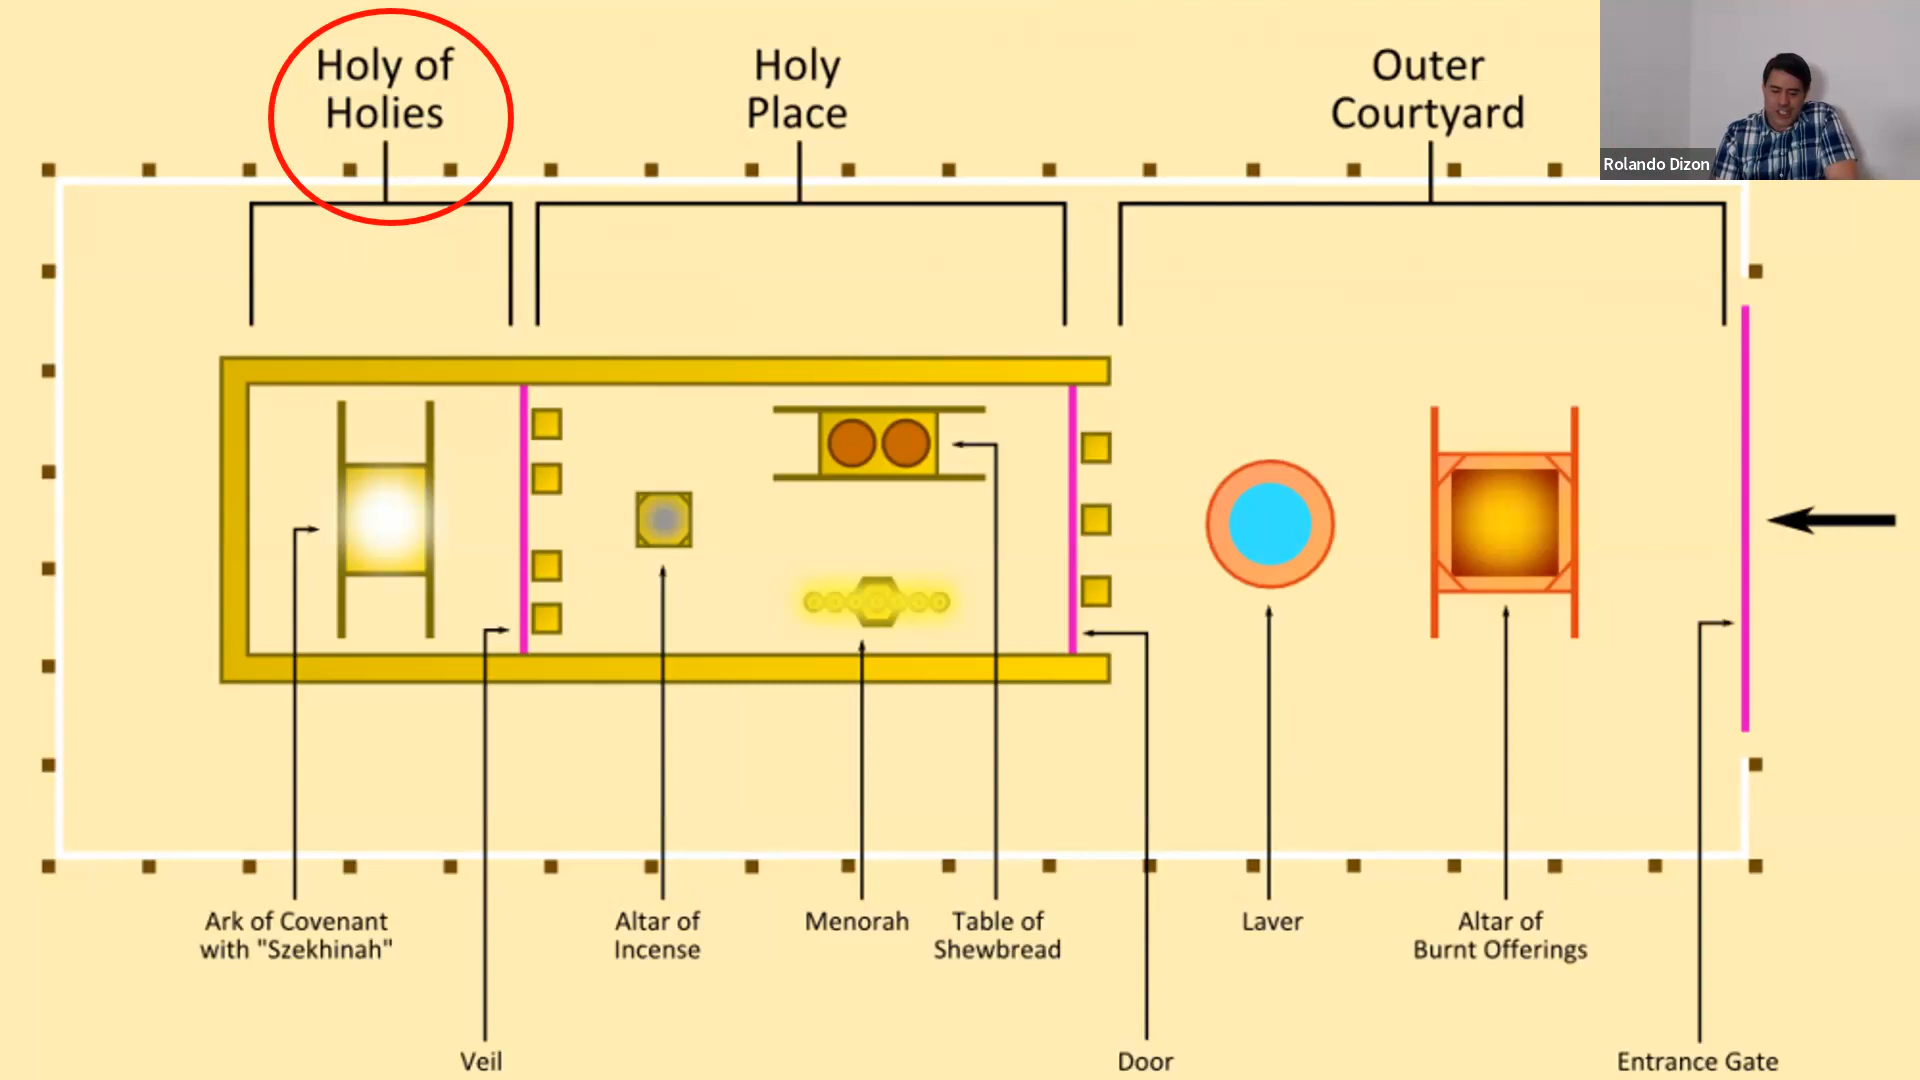 Holy of
Holies
Holy
Place
Outer
Courtyard
Rolando Dizon
Ark of Covenant
with "Szekhinah"
Altar of
Incense
Menorah
Table of
Shewbread
Laver
Altar of
Burnt Offerings
Veil
Door
Entrance Gate